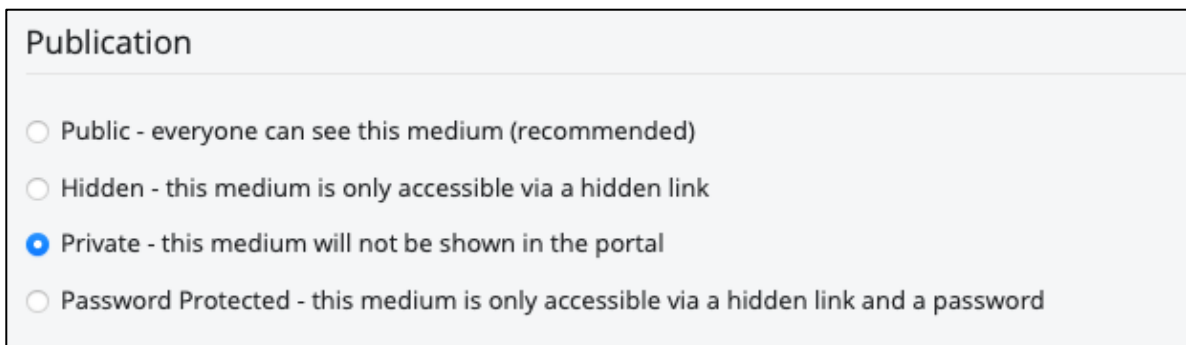 Publication
Public - everyone can see this medium (recommended)
Hidden - this medium is only accessible via a hidden link
Private - this medium will not be shown in the portal
Password Protected - this medium is only accessible via a hidden link and a password